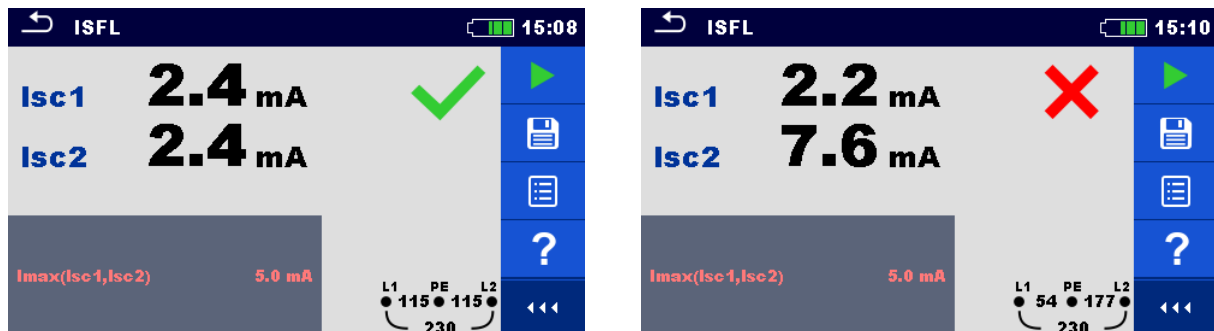 ISFL 15:08
Isc1 2.4 mA
Isc2 2.4 mA
?
Imax(Isc1,Isc2) 5.0 mA
L1 PE L2
115 115
230
ISFL 15:10
Isc1 2.2 mA
Isc2 7.6 mA
?
Imax(Isc1,Isc2) 5.0 mA
L1 PE L2
54 177
230